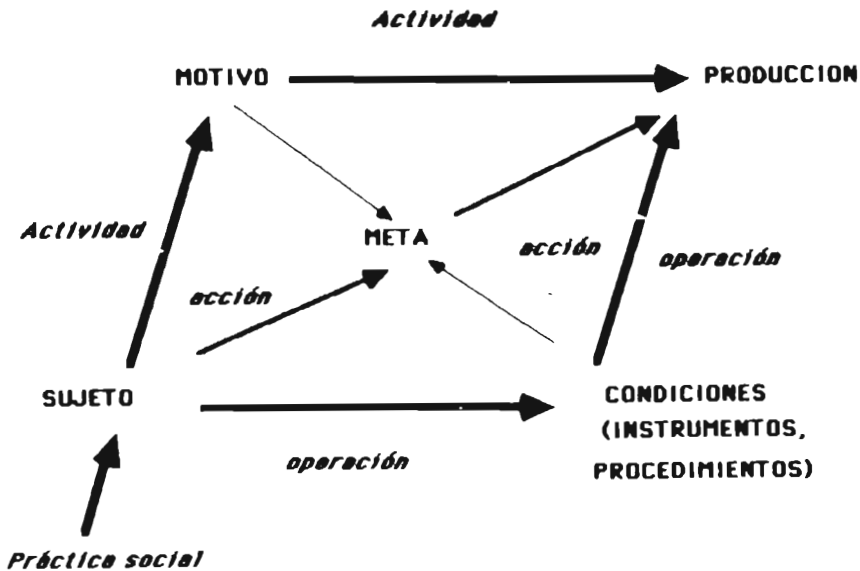 Actividad
MOTIVO
PRODUCCION
Actividad
META
acción
operación
acción
SUJETO
CONDICIONES
(INSTRUMENTOS,
PROCEDIMIENTOS)
operación
Práctica social